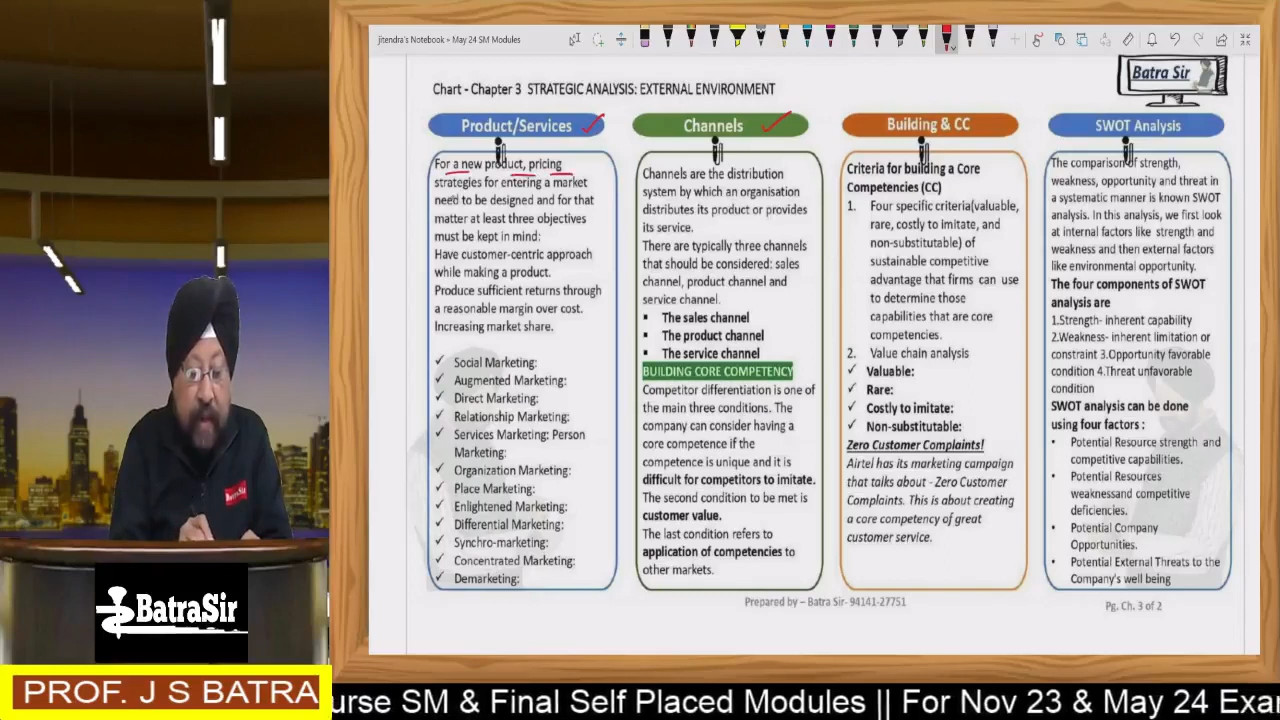 jitendra's Notebook » May 24 SM Modules
Chart - Chapter 3 STRATEGIC ANALYSIS: EXTERNAL ENVIRONMENT
Batra Sir
Product/Services
For a new product, pricing
strategies for entering a market
need to be designed and for that
matter at least three objectives
must be kept in mind:
Have customer-centric approach
while making a product.
Produce sufficient returns through
a reasonable margin over cost.
Increasing market share.
✓ Social Marketing:
✓ Augmented Marketing:
✓ Direct Marketing:
✓ Relationship Marketing:
✓ Services Marketing: Person
Marketing:
✓ Organization Marketing:
✓ Place Marketing:
✓ Enlightened Marketing:
✓ Differential Marketing:
✓ Synchro-marketing:
✓ Concentrated Marketing:
✓ Demarketing:
Channels
Channels are the distribution
system by which an organisation
distributes its product or provides
its service.
There are typically three channels
that should be considered: sales
channel, product channel and
service channel.
▪ The sales channel
▪ The product channel
▪ The service channel
BUILDING CORE COMPETENCY
Competitor differentiation is one of
the main three conditions. The
company can consider having a
core competence if the
competence is unique and it is
difficult for competitors to imitate.
The second condition to be met is
customer value.
The last condition refers to
application of competencies to
other markets.
Building & CC
Criteria for building a Core
Competencies (CC)
1. Four specific criteria(valuable,
rare, costly to imitate, and
non-substitutable) of
sustainable competitive
advantage that firms can use
to determine those
capabilities that are core
competencies.
2. Value chain analysis
✓ Valuable:
✓ Rare:
✓ Costly to imitate:
✓ Non-substitutable:
Zero Customer Complaints!
Airtel has its marketing campaign
that talks about - Zero Customer
Complaints. This is about creating
a core competency of great
customer service.
SWOT Analysis
The comparison of strength,
weakness, opportunity and threat in
a systematic manner is known SWOT
analysis. In this analysis, we first look
at internal factors like strength and
weakness and then external factors
like environmental opportunity.
The four components of SWOT
analysis are
1.Strength- inherent capability
2.Weakness- inherent limitation or
constraint 3.Opportunity favorable
condition 4.Threat unfavorable
condition
SWOT analysis can be done
using four factors :
• Potential Resource strength and
competitive capabilities.
• Potential Resources
weaknessand competitive
deficiencies.
• Potential Company
Opportunities.
• Potential External Threats to the
Company's well being
Prepared by – Batra Sir- 94141-27751
Pg. Ch. 3 of 2
BatraSir
BatraSir
PROF. J S BATRA
urse SM & Final Self Placed Modules || For Nov 23 & May 24 Exa